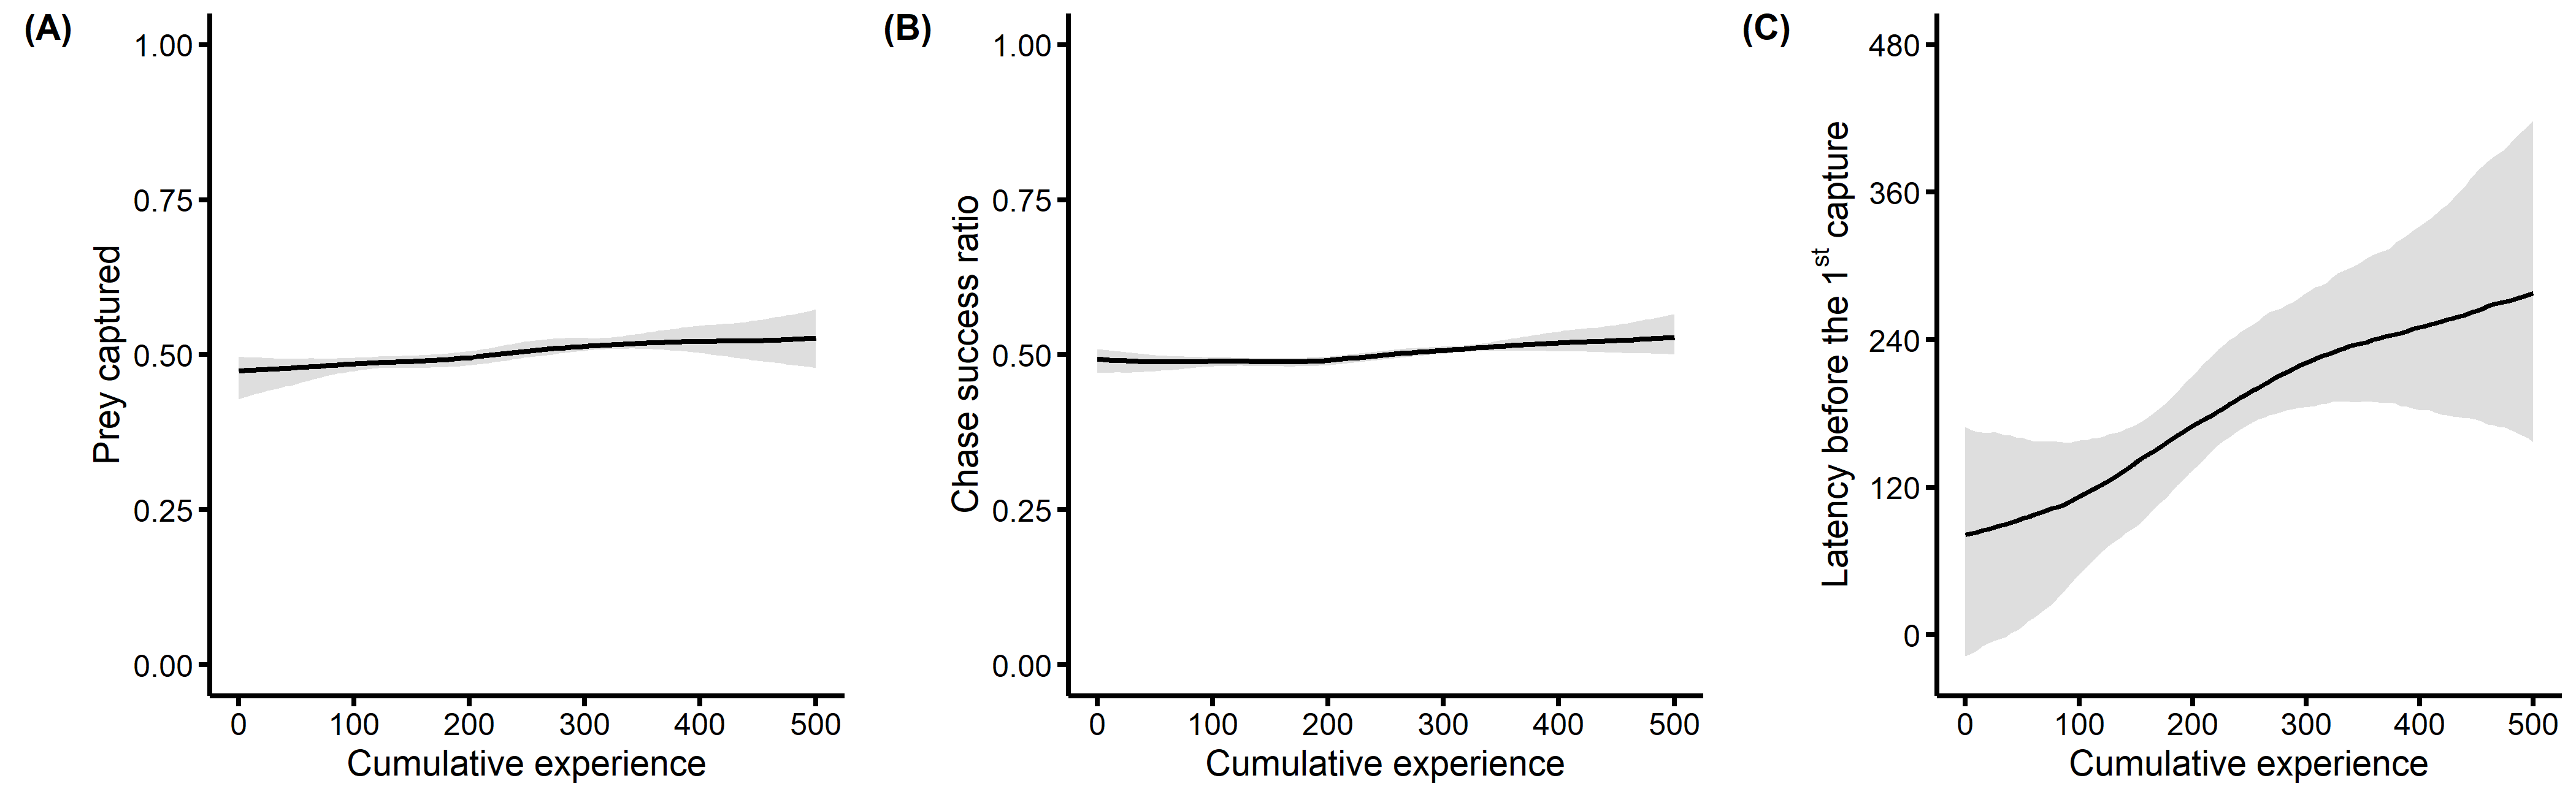 (A)
Prey captured
1.00
0.75
0.50
0.25
0.00
0 100 200 300 400 500
Cumulative experience
(B)
Chase success ratio
1.00
0.75
0.50
0.25
0.00
0 100 200 300 400 500
Cumulative experience
(C)
Latency before the 1st capture
480
360
240
120
0
0 100 200 300 400 500
Cumulative experience